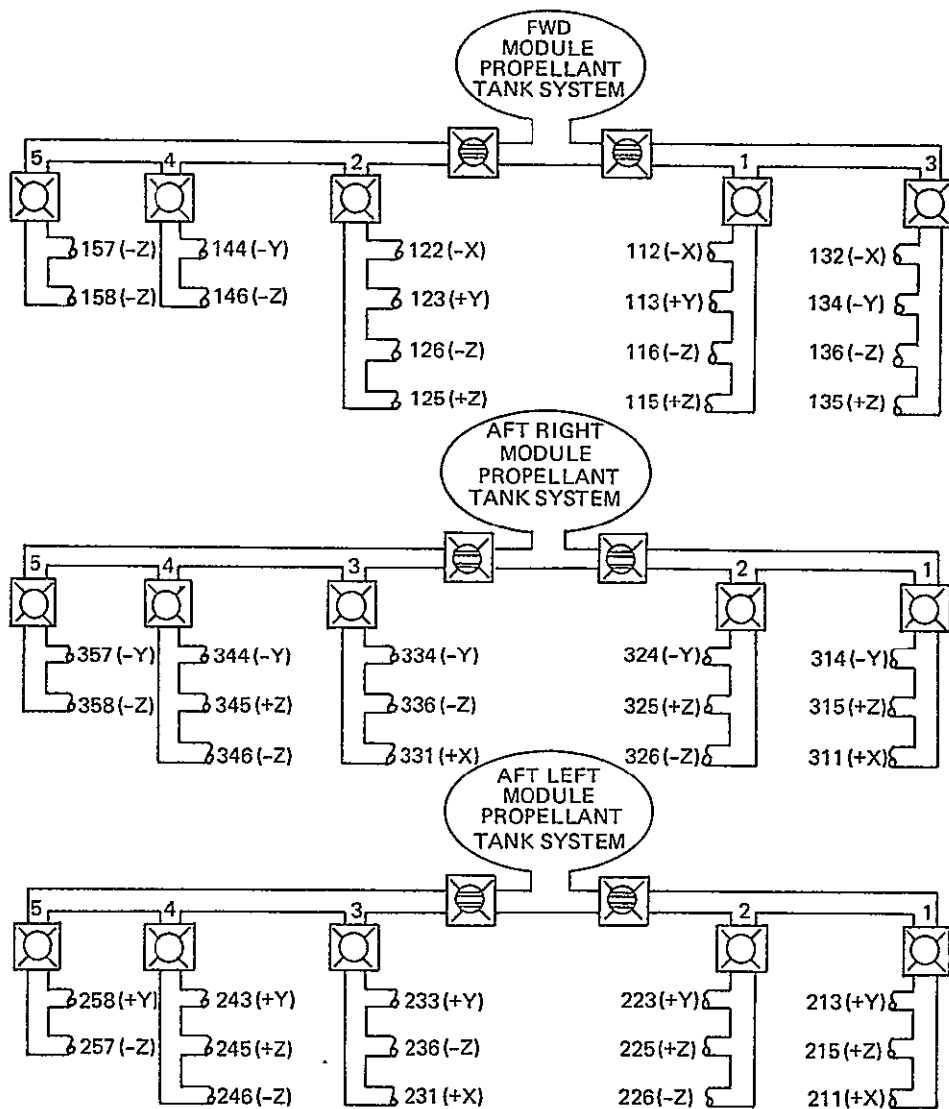 FWD
MODULE
PROPELLANT
TANK SYSTEM
5 4 2 1 3
157 (−Z) 144 (−Y) 122 (−X) 112 (−X) 132 (−X)
158 (−Z) 146 (−Z) 123 (+Y) 113 (+Y) 134 (−Y)
126 (−Z) 116 (−Z) 136 (−Z)
125 (+Z) 115 (+Z) 135 (+Z)
AFT RIGHT
MODULE
PROPELLANT
TANK SYSTEM
5 4 3 2 1
357 (−Y) 344 (−Y) 334 (−Y) 324 (−Y) 314 (−Y)
358 (−Z) 345 (+Z) 336 (−Z) 325 (+Z) 315 (+Z)
346 (−Z) 331 (+X) 326 (−Z) 311 (+X)
AFT LEFT
MODULE
PROPELLANT
TANK SYSTEM
5 4 3 2 1
258 (+Y) 243 (+Y) 233 (+Y) 223 (+Y) 213 (+Y)
257 (−Z) 245 (+Z) 236 (−Z) 225 (+Z) 215 (+Z)
246 (−Z) 231 (+X) 226 (−Z) 211 (+X)